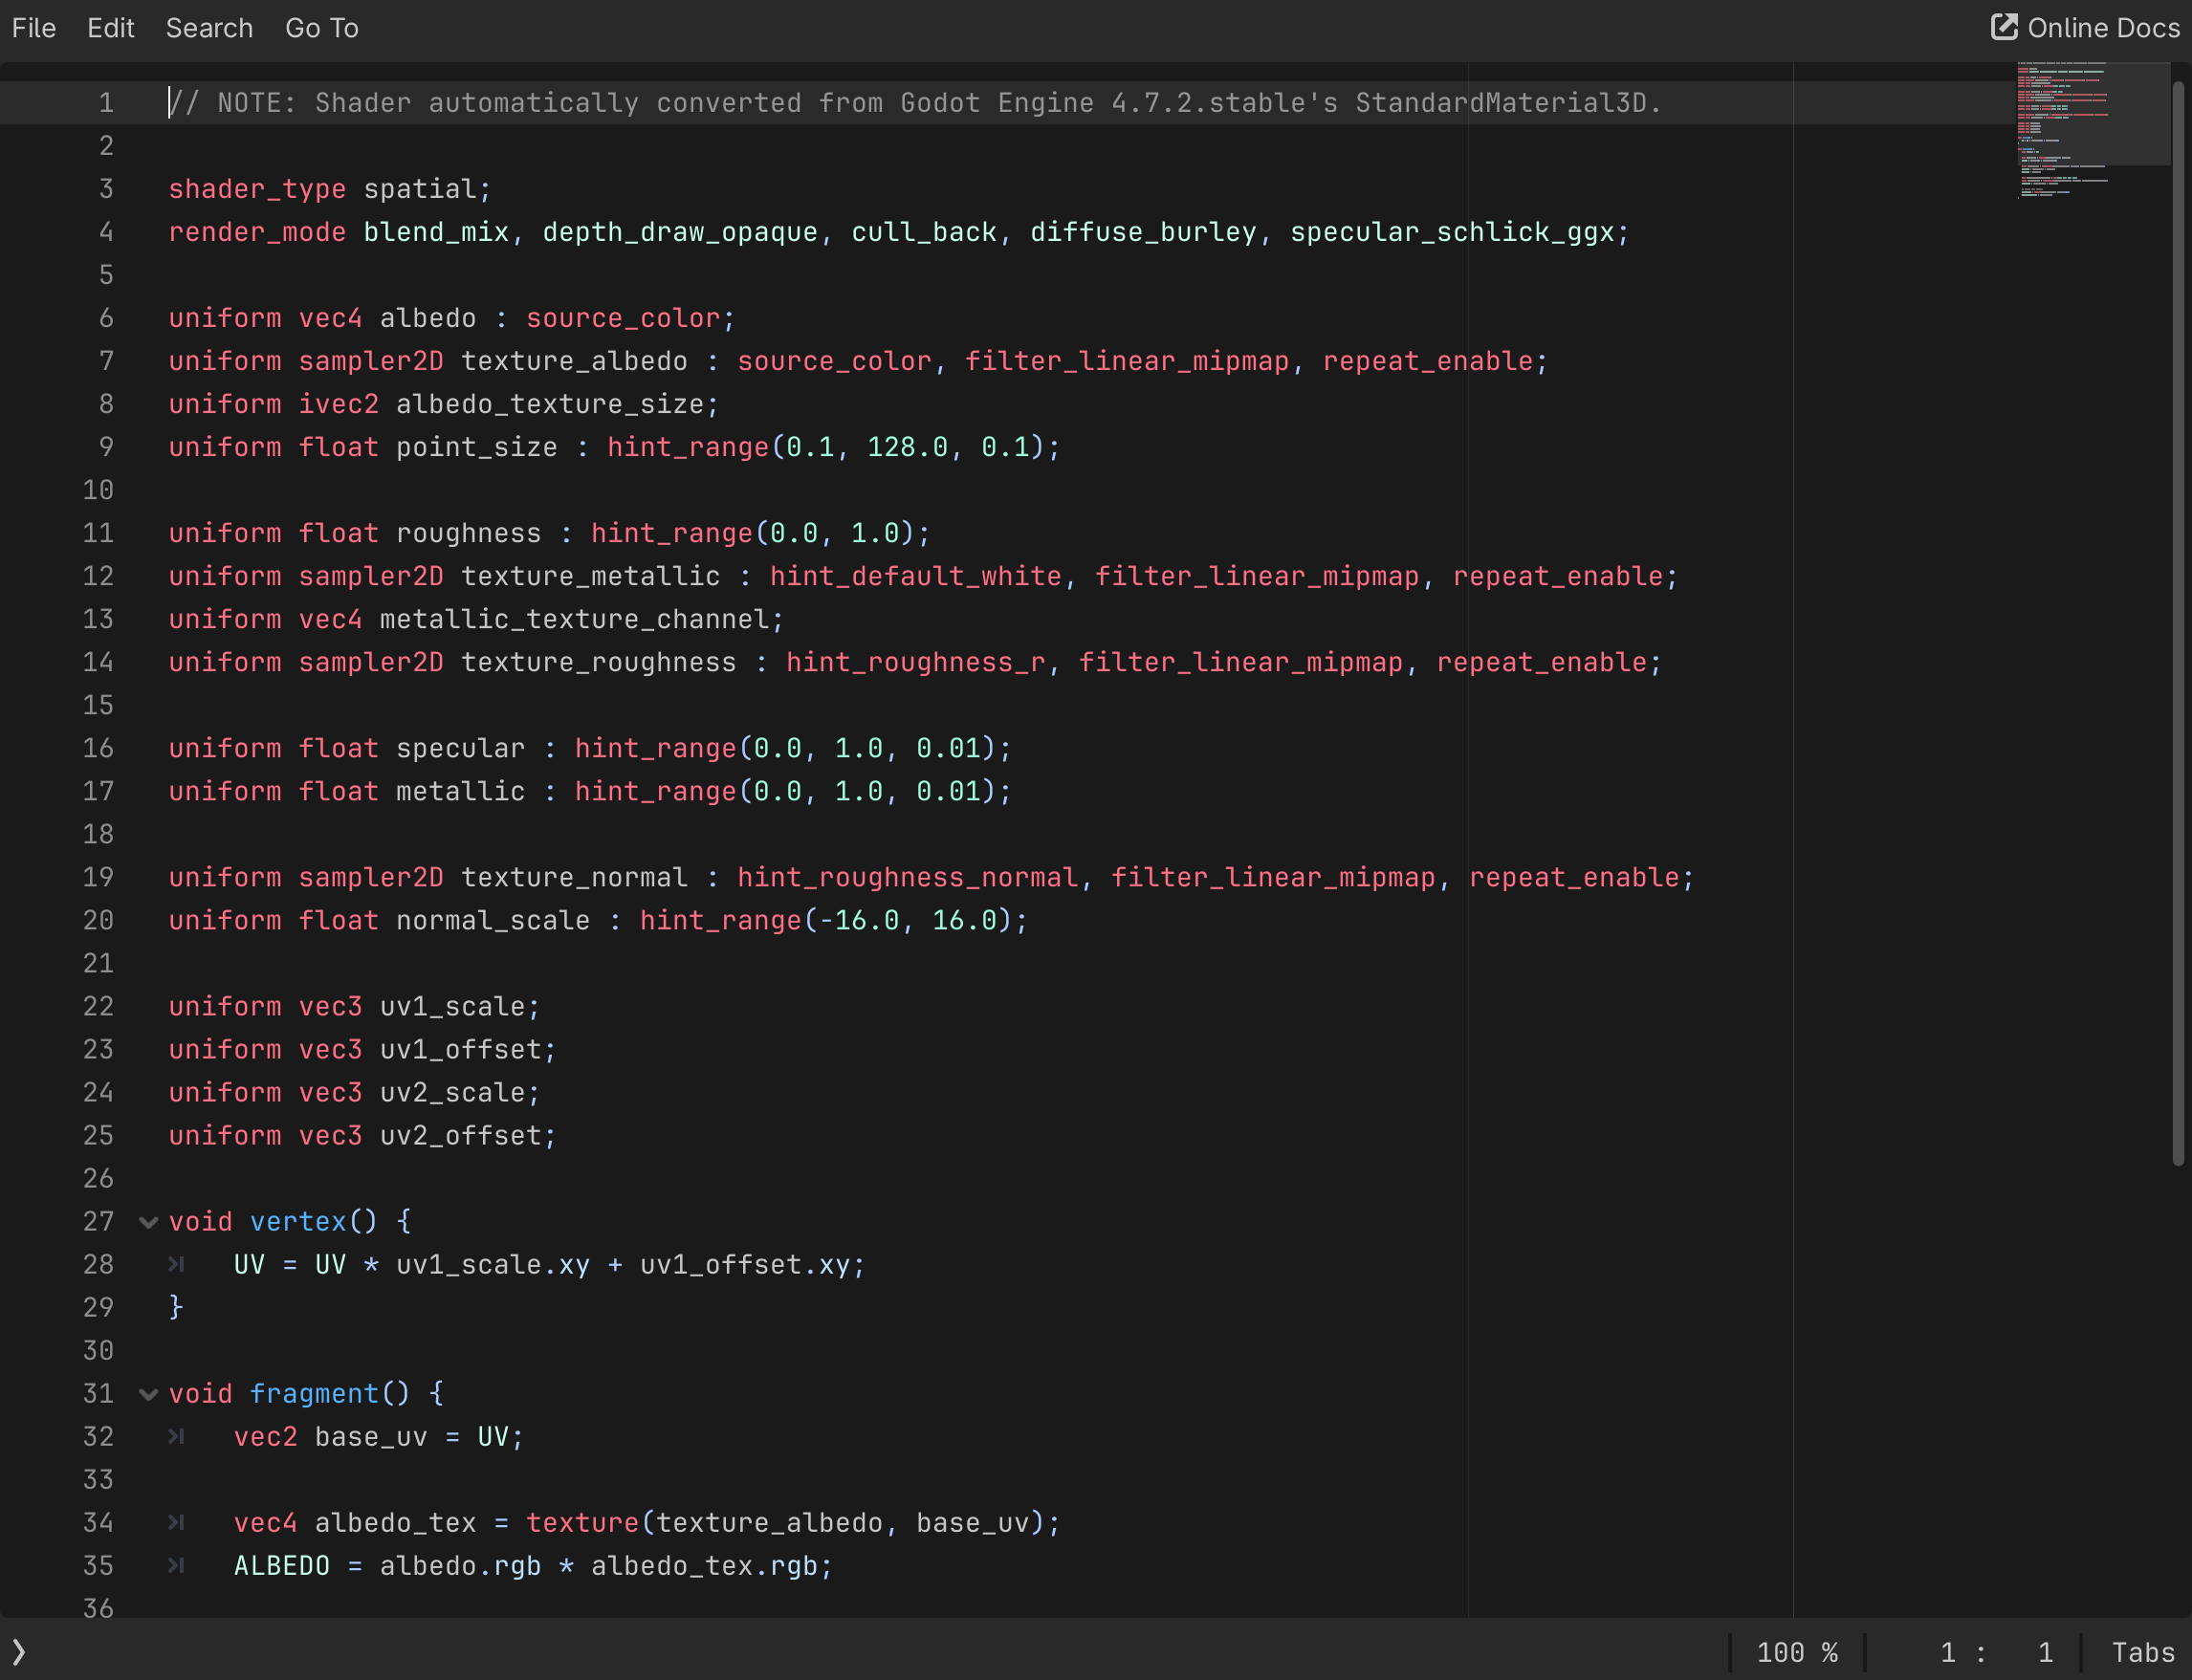 File Edit Search Go To Online Docs
1 // NOTE: Shader automatically converted from Godot Engine 4.7.2.stable's StandardMaterial3D.
2
3 shader_type spatial;
4 render_mode blend_mix, depth_draw_opaque, cull_back, diffuse_burley, specular_schlick_ggx;
5
6 uniform vec4 albedo : source_color;
7 uniform sampler2D texture_albedo : source_color, filter_linear_mipmap, repeat_enable;
8 uniform ivec2 albedo_texture_size;
9 uniform float point_size : hint_range(0.1, 128.0, 0.1);
10
11 uniform float roughness : hint_range(0.0, 1.0);
12 uniform sampler2D texture_metallic : hint_default_white, filter_linear_mipmap, repeat_enable;
13 uniform vec4 metallic_texture_channel;
14 uniform sampler2D texture_roughness : hint_roughness_r, filter_linear_mipmap, repeat_enable;
15
16 uniform float specular : hint_range(0.0, 1.0, 0.01);
17 uniform float metallic : hint_range(0.0, 1.0, 0.01);
18
19 uniform sampler2D texture_normal : hint_roughness_normal, filter_linear_mipmap, repeat_enable;
20 uniform float normal_scale : hint_range(-16.0, 16.0);
21
22 uniform vec3 uv1_scale;
23 uniform vec3 uv1_offset;
24 uniform vec3 uv2_scale;
25 uniform vec3 uv2_offset;
26
27 void vertex() {
28 UV = UV * uv1_scale.xy + uv1_offset.xy;
29 }
30
31 void fragment() {
32 vec2 base_uv = UV;
33
34 vec4 albedo_tex = texture(texture_albedo, base_uv);
35 ALBEDO = albedo.rgb * albedo_tex.rgb;
36
100 % 1 : 1 Tabs